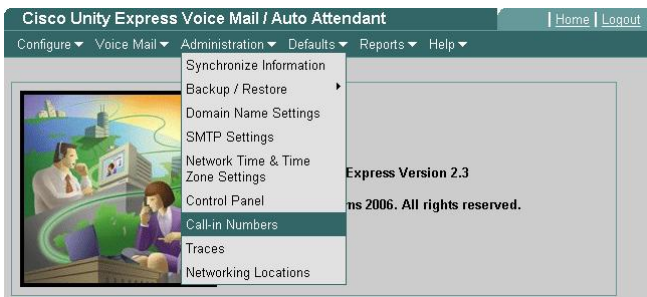 Cisco Unity Express Voice Mail / Auto Attendant
Home | Logout
Configure Voice Mail Administration Defaults Reports Help
Synchronize Information
Backup / Restore
Domain Name Settings
SMTP Settings
Network Time & Time
Zone Settings
Express Version 2.3
Control Panel
ms 2006. All rights reserved.
Call-in Numbers
Traces
Networking Locations